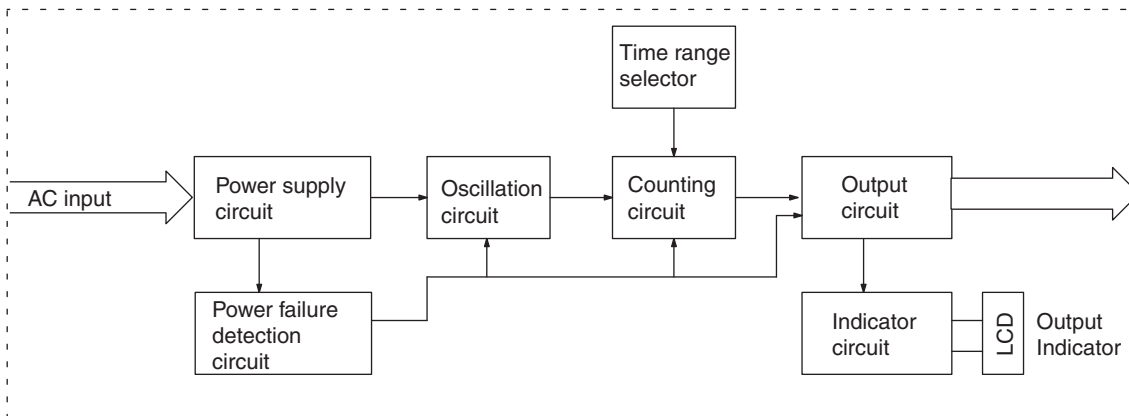 Time range
selector
AC input
Power supply
circuit
Oscillation
circuit
Counting
circuit
Output
circuit
Power failure
detection
circuit
Indicator
circuit
LCD
Output
Indicator